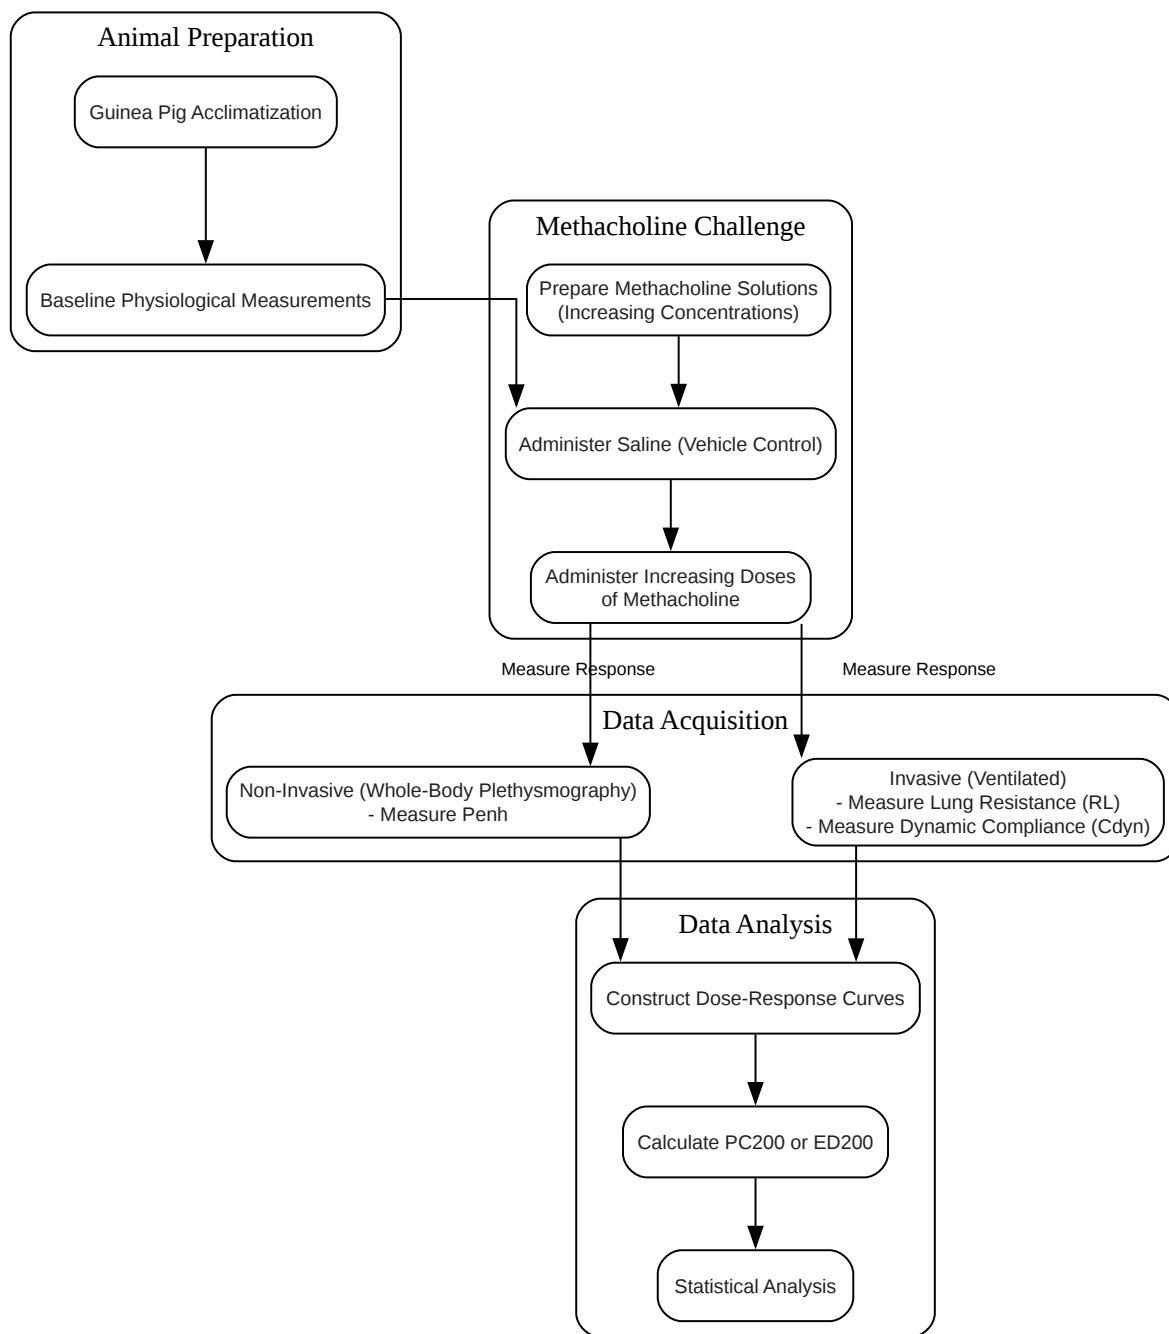 Animal Preparation
Guinea Pig Acclimatization
Baseline Physiological Measurements
Methacholine Challenge
Prepare Methacholine Solutions
(Increasing Concentrations)
Administer Saline (Vehicle Control)
Administer Increasing Doses
of Methacholine
Measure Response
Measure Response
Data Acquisition
Non-Invasive (Whole-Body Plethysmography)
- Measure Penh
Invasive (Ventilated)
- Measure Lung Resistance (RL)
- Measure Dynamic Compliance (Cdyn)
Data Analysis
Construct Dose-Response Curves
Calculate PC200 or ED200
Statistical Analysis